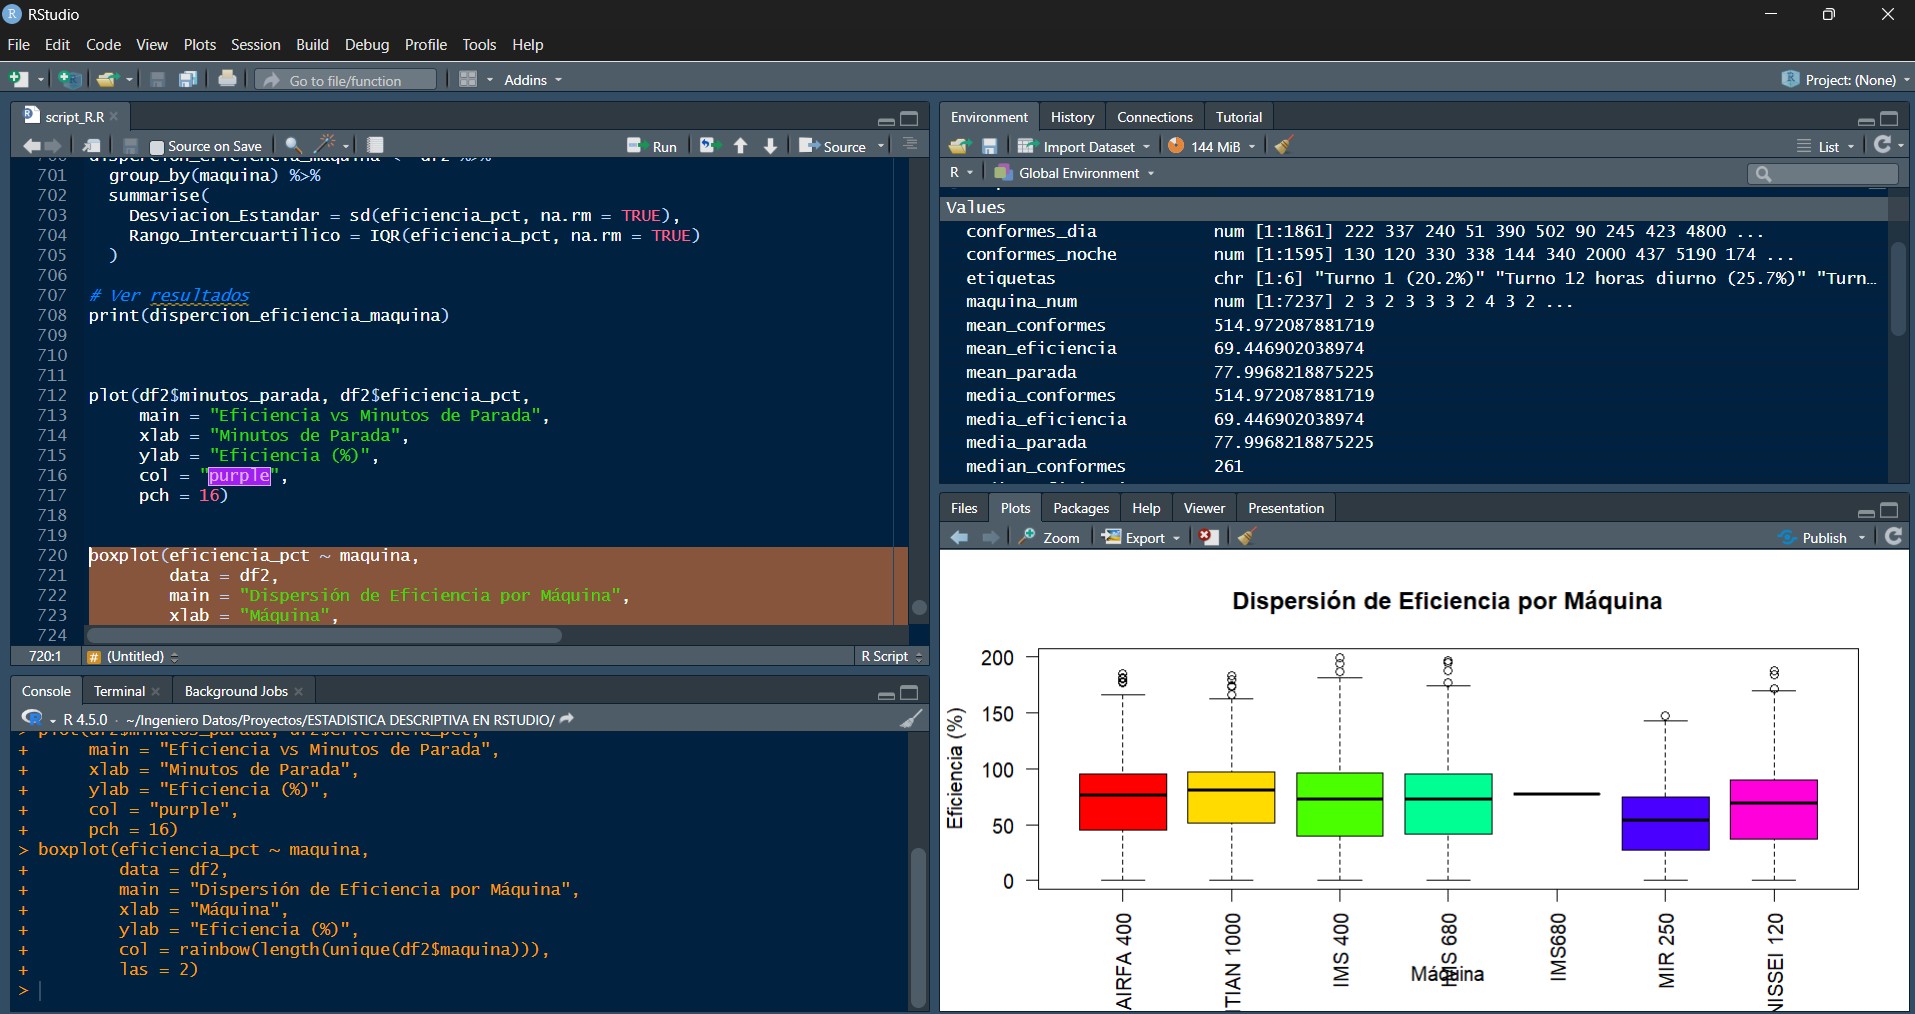 RStudio
File Edit Code View Plots Session Build Debug Profile Tools Help
Go to file/function Addins Project: (None)
script_R.R
Source on Save Run Source
701 group_by(maquina) %>%
702 summarise(
703 Desviacion_Estandar = sd(eficiencia_pct, na.rm = TRUE),
704 Rango_Intercuartilico = IQR(eficiencia_pct, na.rm = TRUE)
705 )
706
707 # Ver resultados
708 print(dispercion_eficiencia_maquina)
709
710
711
712 plot(df2$minutos_parada, df2$eficiencia_pct,
713 main = "Eficiencia vs Minutos de Parada",
714 xlab = "Minutos de Parada",
715 ylab = "Eficiencia (%)",
716 col = "purple",
717 pch = 16)
718
719
720 boxplot(eficiencia_pct ~ maquina,
721 data = df2,
722 main = "Dispersión de Eficiencia por Máquina",
723 xlab = "Máquina",
724
720:1 # (Untitled) R Script
Console Terminal Background Jobs
R 4.5.0 · ~/Ingeniero Datos/Proyectos/ESTADISTICA DESCRIPTIVA EN RSTUDIO/
> plot(df2$minutos_parada, df2$eficiencia_pct,
+ main = "Eficiencia vs Minutos de Parada",
+ xlab = "Minutos de Parada",
+ ylab = "Eficiencia (%)",
+ col = "purple",
+ pch = 16)
> boxplot(eficiencia_pct ~ maquina,
+ data = df2,
+ main = "Dispersión de Eficiencia por Máquina",
+ xlab = "Máquina",
+ ylab = "Eficiencia (%)",
+ col = rainbow(length(unique(df2$maquina))),
+ las = 2)
>
Environment History Connections Tutorial
Import Dataset 144 MiB List
R Global Environment
Values
conformes_dia num [1:1861] 222 337 240 51 390 502 90 245 423 4800 ...
conformes_noche num [1:1595] 130 120 330 338 144 340 2000 437 5190 174 ...
etiquetas chr [1:6] "Turno 1 (20.2%)" "Turno 12 horas diurno (25.7%)" "Turn…
maquina_num num [1:7237] 2 3 2 3 3 3 2 4 3 2 ...
mean_conformes 514.972087881719
mean_eficiencia 69.446902038974
mean_parada 77.9968218875225
media_conformes 514.972087881719
media_eficiencia 69.446902038974
media_parada 77.9968218875225
median_conformes 261
Files Plots Packages Help Viewer Presentation
Zoom Export Publish
Dispersión de Eficiencia por Máquina
Eficiencia (%)
200
150
100
50
0
AIRFA 400
TIAN 1000
IMS 400
IMS 680
IMS680
MIR 250
NISSEI 120
Máquina